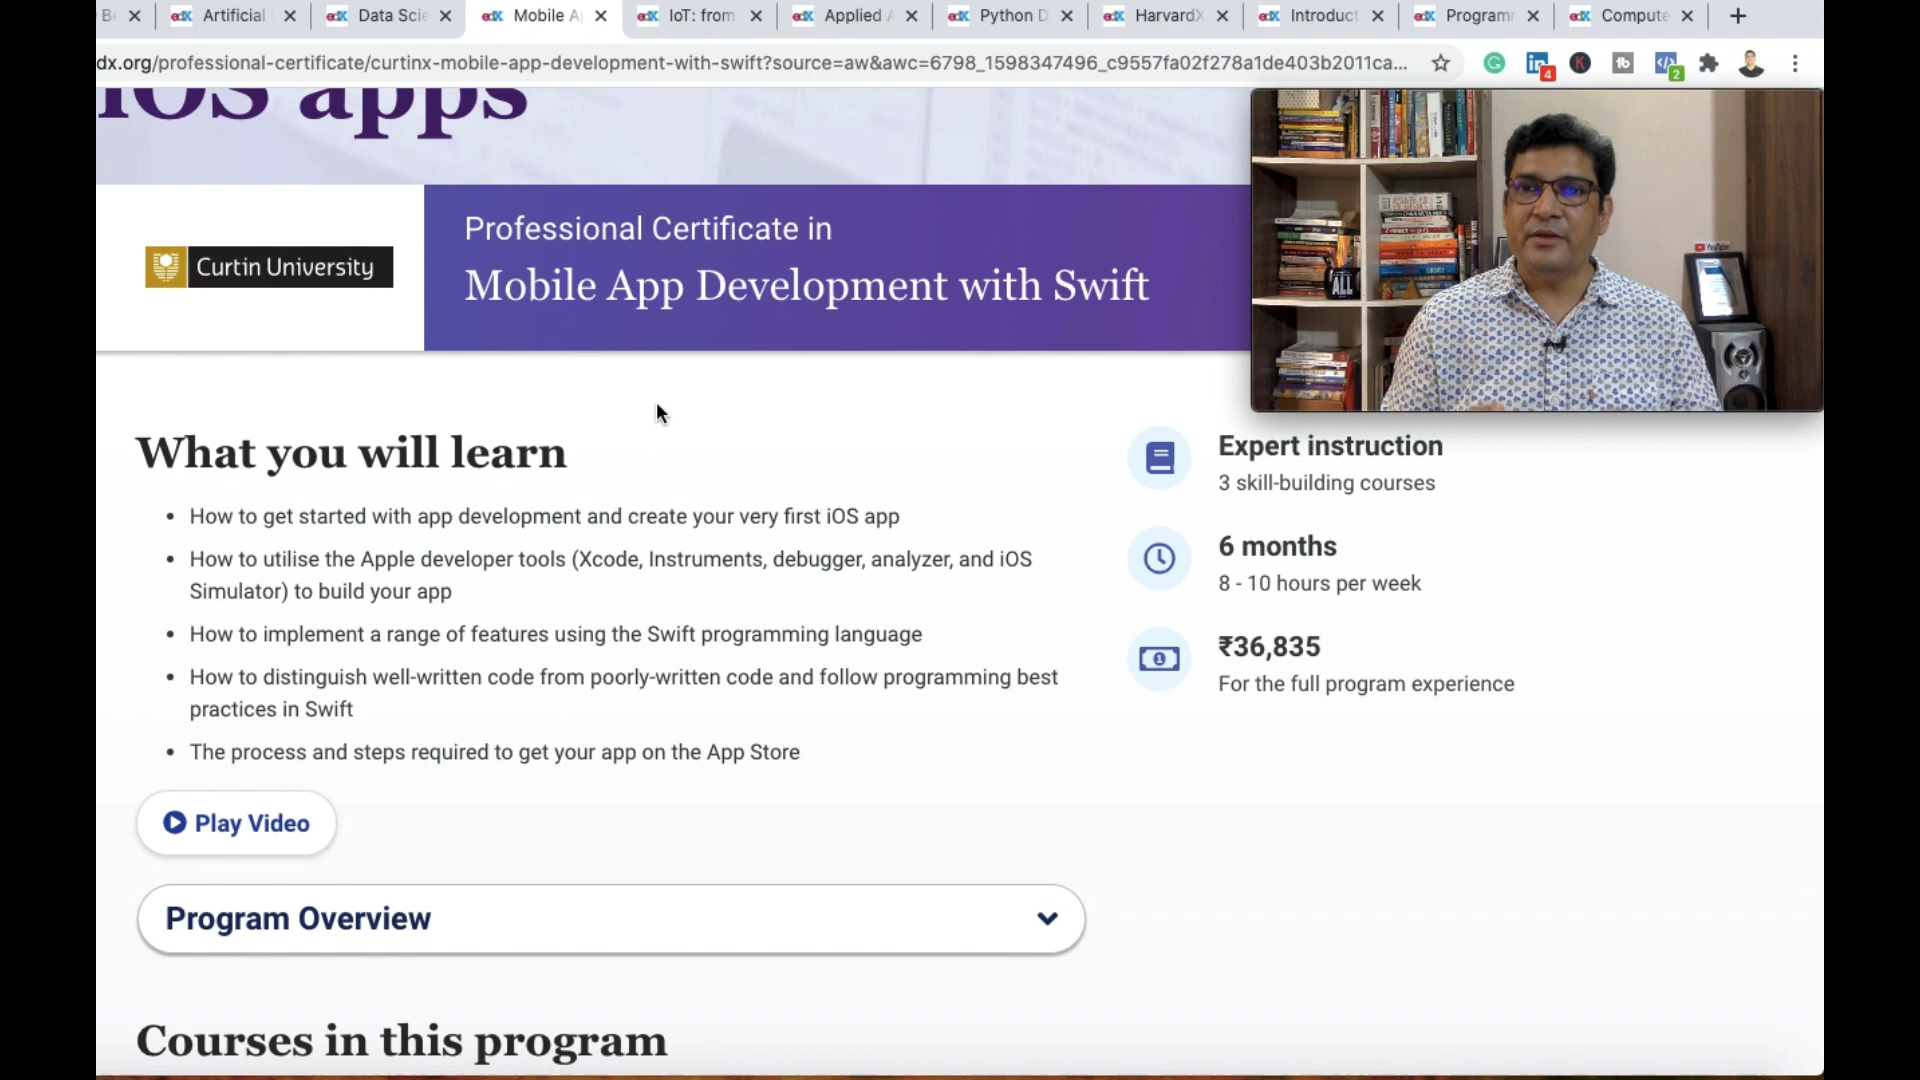 Be
Artificial
Data Scie
Mobile A
IoT: from
Applied A
Python D
HarvardX
Introduct
Programm
Compute
dx.org/professional-certificate/curtinx-mobile-app-development-with-swift?source=aw&awc=6798_1598347496_c9557fa02f278a1de403b2011ca...
4
2
iOS apps
Curtin University
Professional Certificate in
Mobile App Development with Swift
YouTube
ALL
What you will learn
How to get started with app development and create your very first iOS app
How to utilise the Apple developer tools (Xcode, Instruments, debugger, analyzer, and iOS
Simulator) to build your app
How to implement a range of features using the Swift programming language
How to distinguish well-written code from poorly-written code and follow programming best
practices in Swift
The process and steps required to get your app on the App Store
Expert instruction
3 skill-building courses
6 months
8 - 10 hours per week
₹36,835
For the full program experience
Play Video
Program Overview
Courses in this program